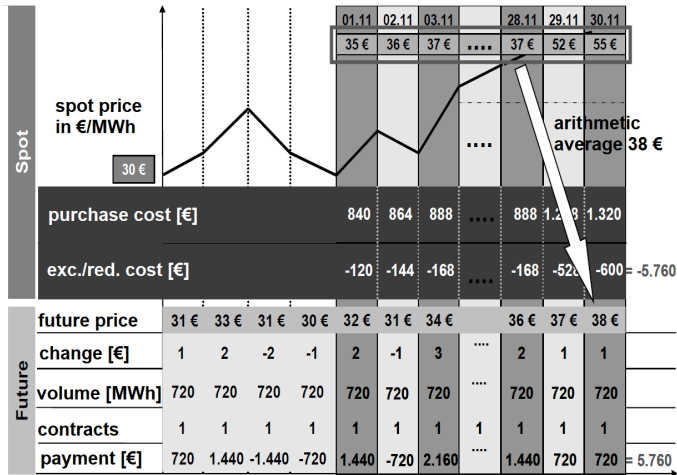 01.11 02.11 03.11 28.11 29.11 30.11
35 € 36 € 37 € .... 37 € 52 € 55 €
spot price
in €/MWh
30 €
....
arithmetic
average 38 €
Spot
purchase cost [€] 840 864 888 .... 888 1.320
exc./red. cost [€] -120 -144 -168 .... -168 -600 = -5.760
Future
future price 31 € 33 € 31 € 30 € 32 € 31 € 34 € 36 € 37 € 38 €
change [€] 1 2 -2 -1 2 -1 3 .... 2 1 1
volume [MWh] 720 720 720 720 720 720 720 .... 720 720 720
contracts 1 1 1 1 1 1 1 1 1 1 1
payment [€] 720 1.440 -1.440 -720 1.440 -720 2.160 .... 1.440 720 720 = 5.760